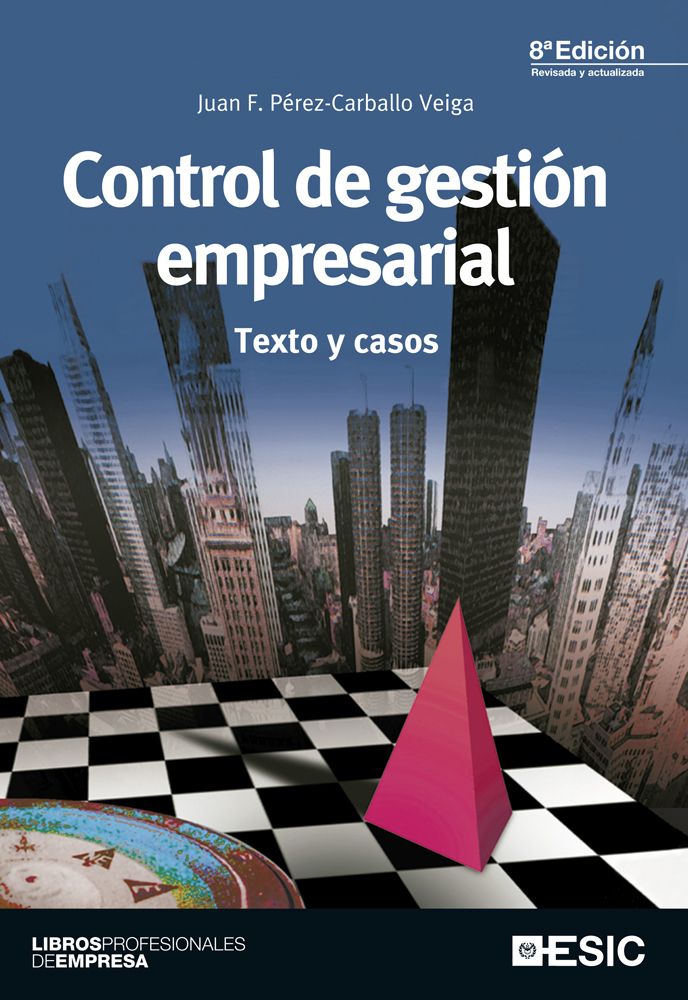 8ª Edición
Revisada y actualizada
Juan F. Pérez-Carballo Veiga
Control de gestión
empresarial
Texto y casos
LIBROSPROFESIONALES
DEEMPRESA
ESIC